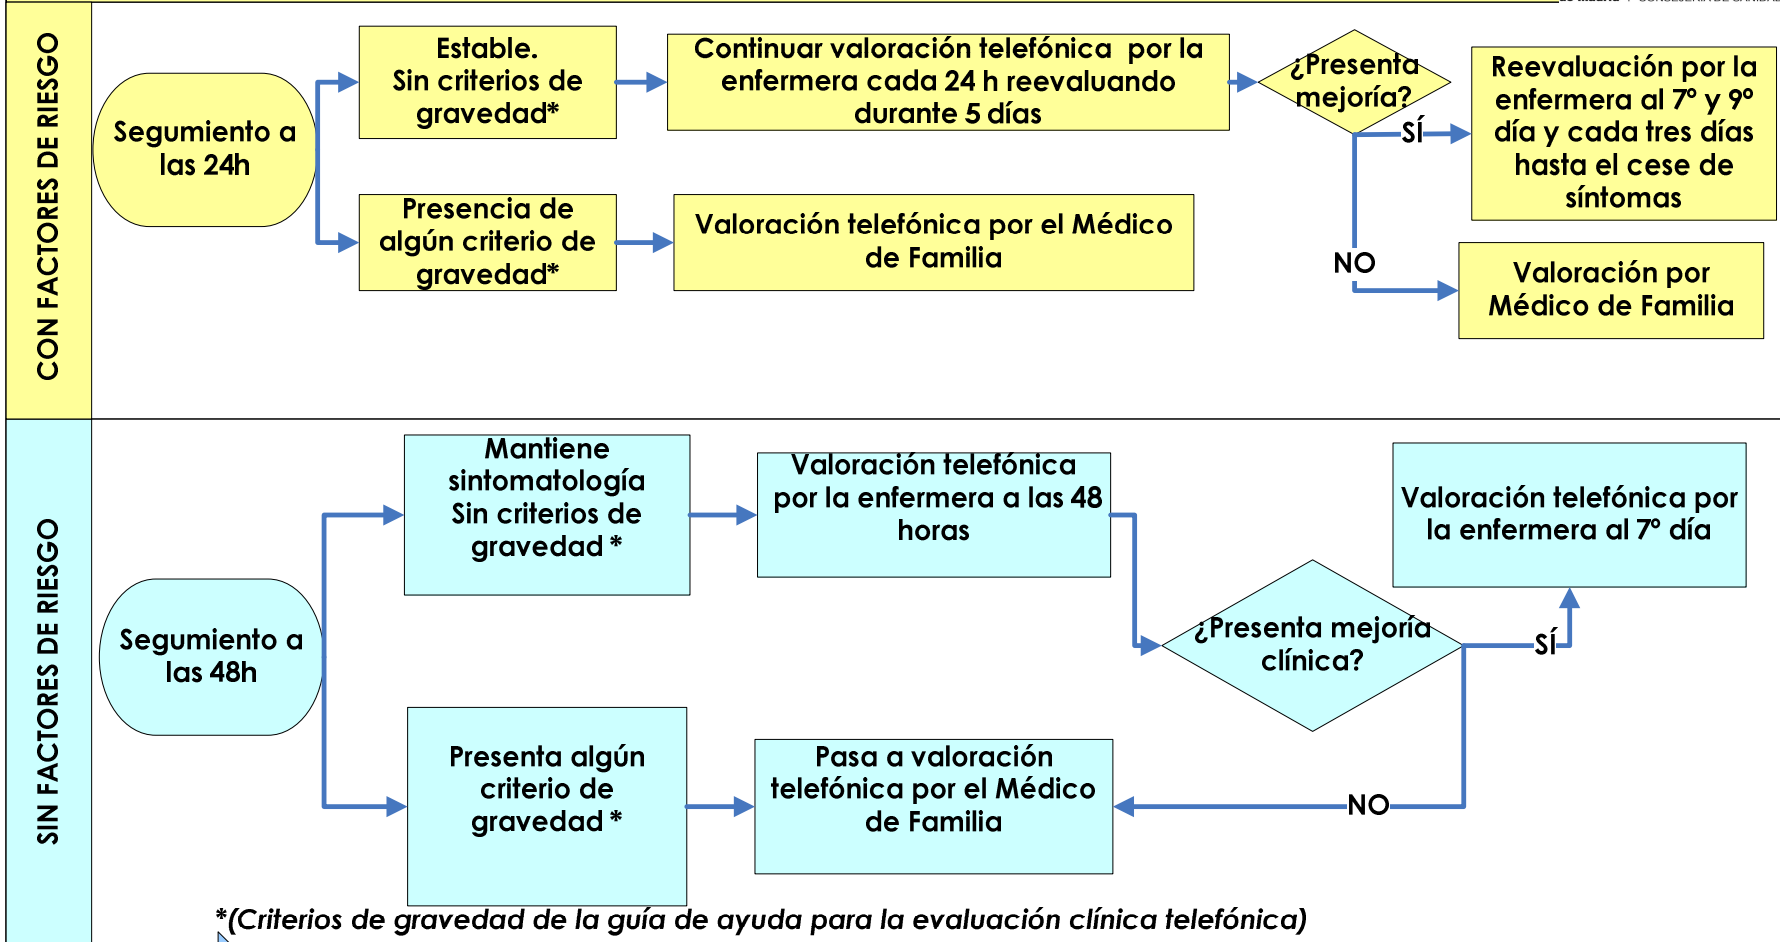 CON FACTORES DE RIESGO
Segumiento a
las 24h
Estable.
Sin criterios de
gravedad*
Continuar valoración telefónica por la
enfermera cada 24 h reevaluando
durante 5 días
¿Presenta
mejoría?
SÍ
Reevaluación por la
enfermera al 7º y 9º
día y cada tres días
hasta el cese de
síntomas
Presencia de
algún criterio de
gravedad*
Valoración telefónica por el Médico
de Familia
NO
Valoración por
Médico de Familia
SIN FACTORES DE RIESGO
Segumiento a
las 48h
Mantiene
sintomatología
Sin criterios de
gravedad *
Valoración telefónica
por la enfermera a las 48
horas
¿Presenta mejoría
clínica?
SÍ
Valoración telefónica por
la enfermera al 7º día
Presenta algún
criterio de
gravedad *
Pasa a valoración
telefónica por el Médico
de Familia
NO
*(Criterios de gravedad de la guía de ayuda para la evaluación clínica telefónica)